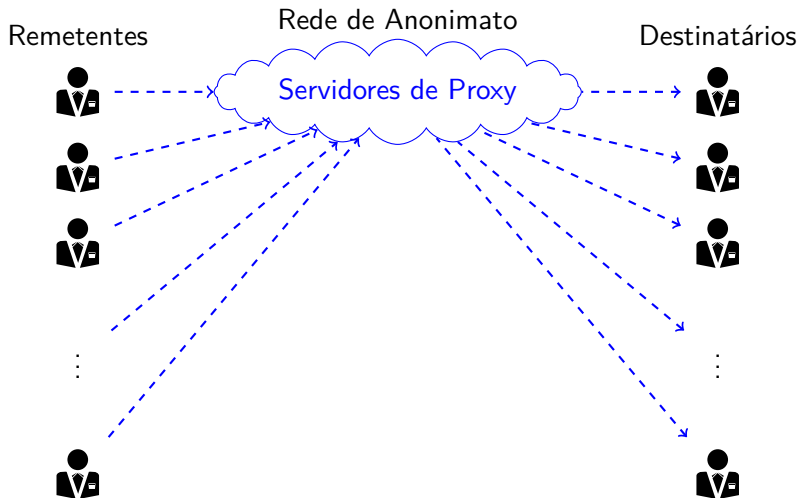 Rede de Anonimato
Remetentes
Destinatários
Servidores de Proxy
⋮
⋮